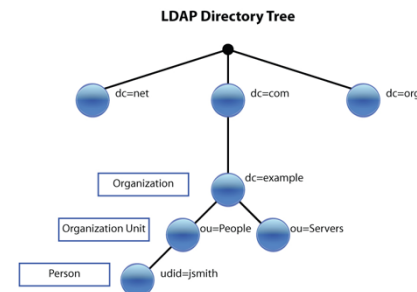 LDAP Directory Tree
dc=net
dc=com
dc=org
Organization
dc=example
Organization Unit
ou=People
ou=Servers
Person
udid=jsmith